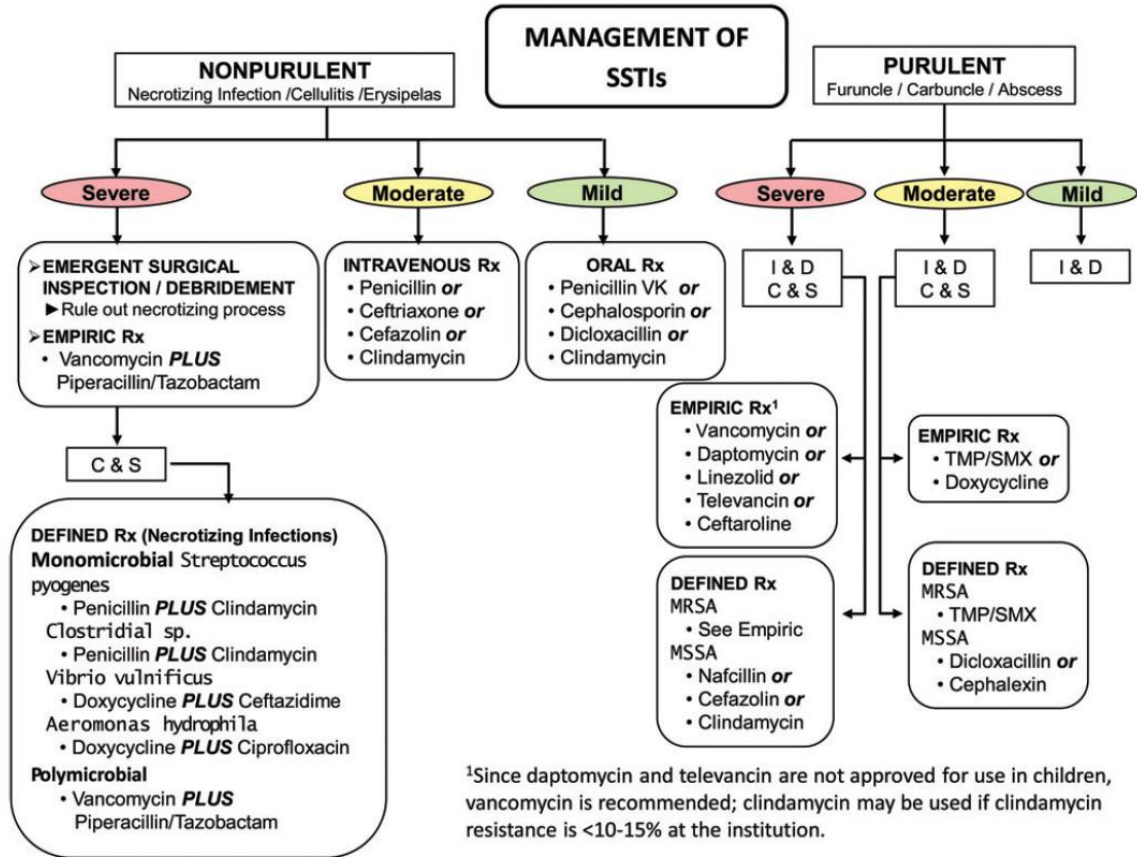 MANAGEMENT OF
SSTIs
NONPURULENT
Necrotizing Infection /Cellulitis /Erysipelas
Severe
Moderate
Mild
➢EMERGENT SURGICAL
INSPECTION / DEBRIDEMENT
►Rule out necrotizing process
➢EMPIRIC Rx
• Vancomycin PLUS
Piperacillin/Tazobactam
C & S
DEFINED Rx (Necrotizing Infections)
Monomicrobial Streptococcus
pyogenes
• Penicillin PLUS Clindamycin
Clostridial sp.
• Penicillin PLUS Clindamycin
Vibrio vulnificus
• Doxycycline PLUS Ceftazidime
Aeromonas hydrophila
• Doxycycline PLUS Ciprofloxacin
Polymicrobial
• Vancomycin PLUS
Piperacillin/Tazobactam
INTRAVENOUS Rx
• Penicillin or
• Ceftriaxone or
• Cefazolin or
• Clindamycin
ORAL Rx
• Penicillin VK or
• Cephalosporin or
• Dicloxacillin or
• Clindamycin
PURULENT
Furuncle / Carbuncle / Abscess
Severe
Moderate
Mild
I & D
C & S
I & D
C & S
I & D
EMPIRIC Rx¹
• Vancomycin or
• Daptomycin or
• Linezolid or
• Televancin or
• Ceftaroline
EMPIRIC Rx
• TMP/SMX or
• Doxycycline
DEFINED Rx
MRSA
• See Empiric
MSSA
• Nafcillin or
• Cefazolin or
• Clindamycin
DEFINED Rx
MRSA
• TMP/SMX
MSSA
• Dicloxacillin or
• Cephalexin
¹Since daptomycin and televancin are not approved for use in children,
vancomycin is recommended; clindamycin may be used if clindamycin
resistance is <10-15% at the institution.